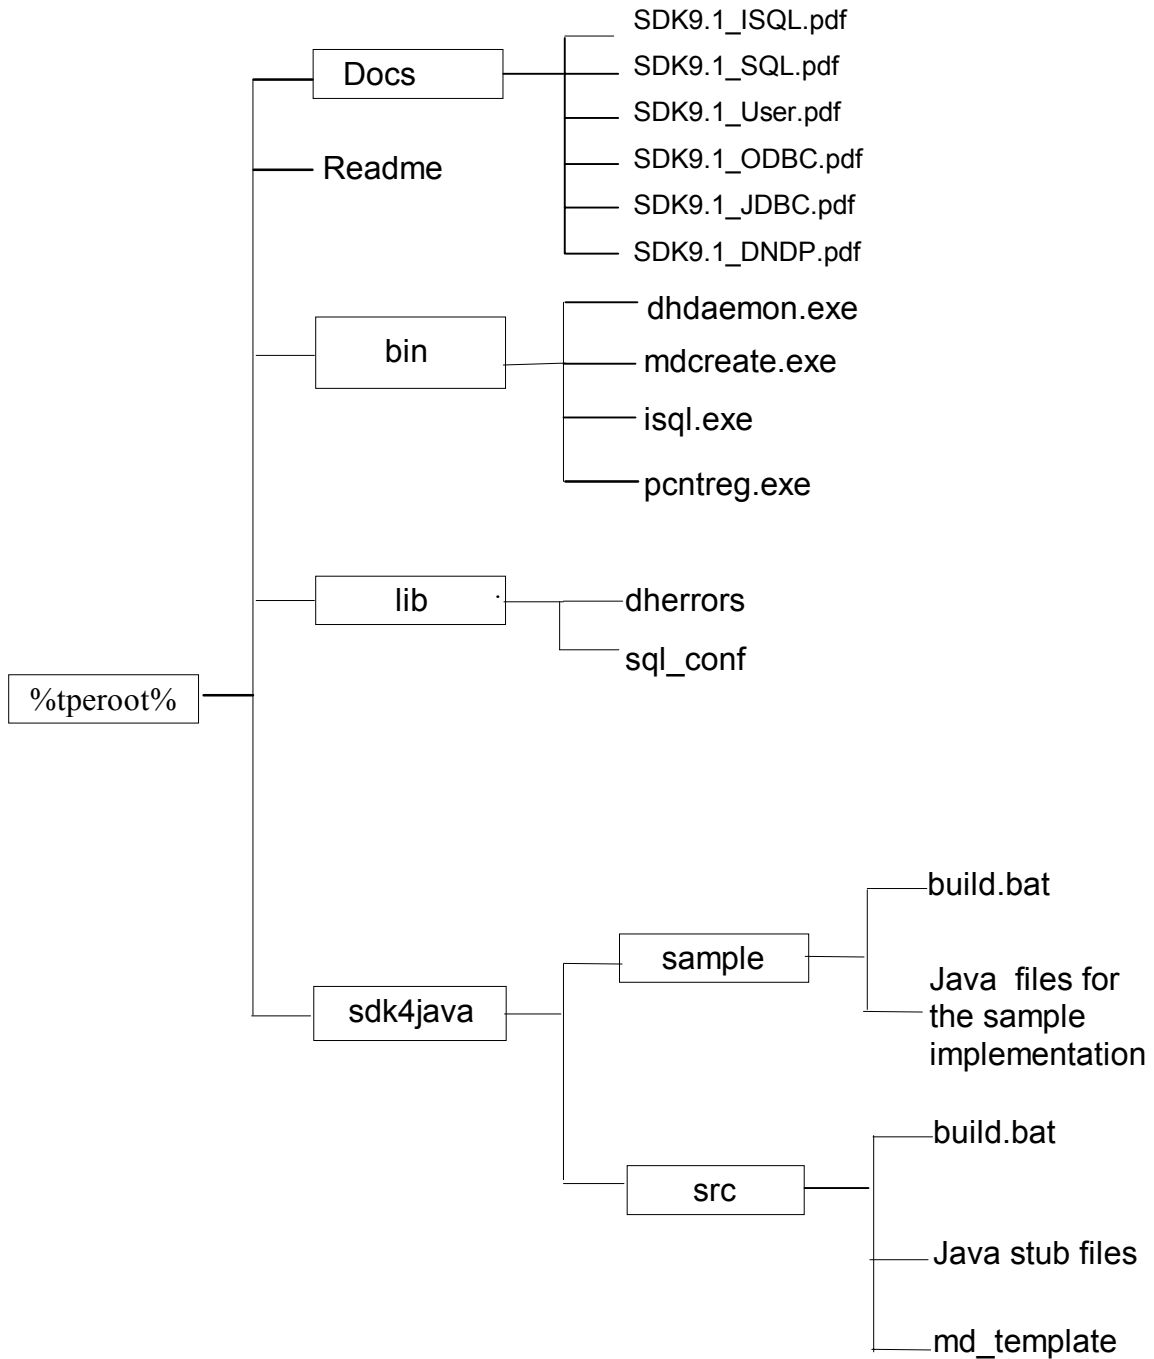 SDK9.1_ISQL.pdf
Docs
SDK9.1_SQL.pdf
SDK9.1_User.pdf
Readme
SDK9.1_ODBC.pdf
SDK9.1_JDBC.pdf
SDK9.1_DNDP.pdf
dhdaemon.exe
bin
mdcreate.exe
isql.exe
pcntreg.exe
lib
dherrors
sql_conf
%tperoot%
build.bat
sample
Java files for
the sample
implementation
sdk4java
build.bat
src
Java stub files
md_template